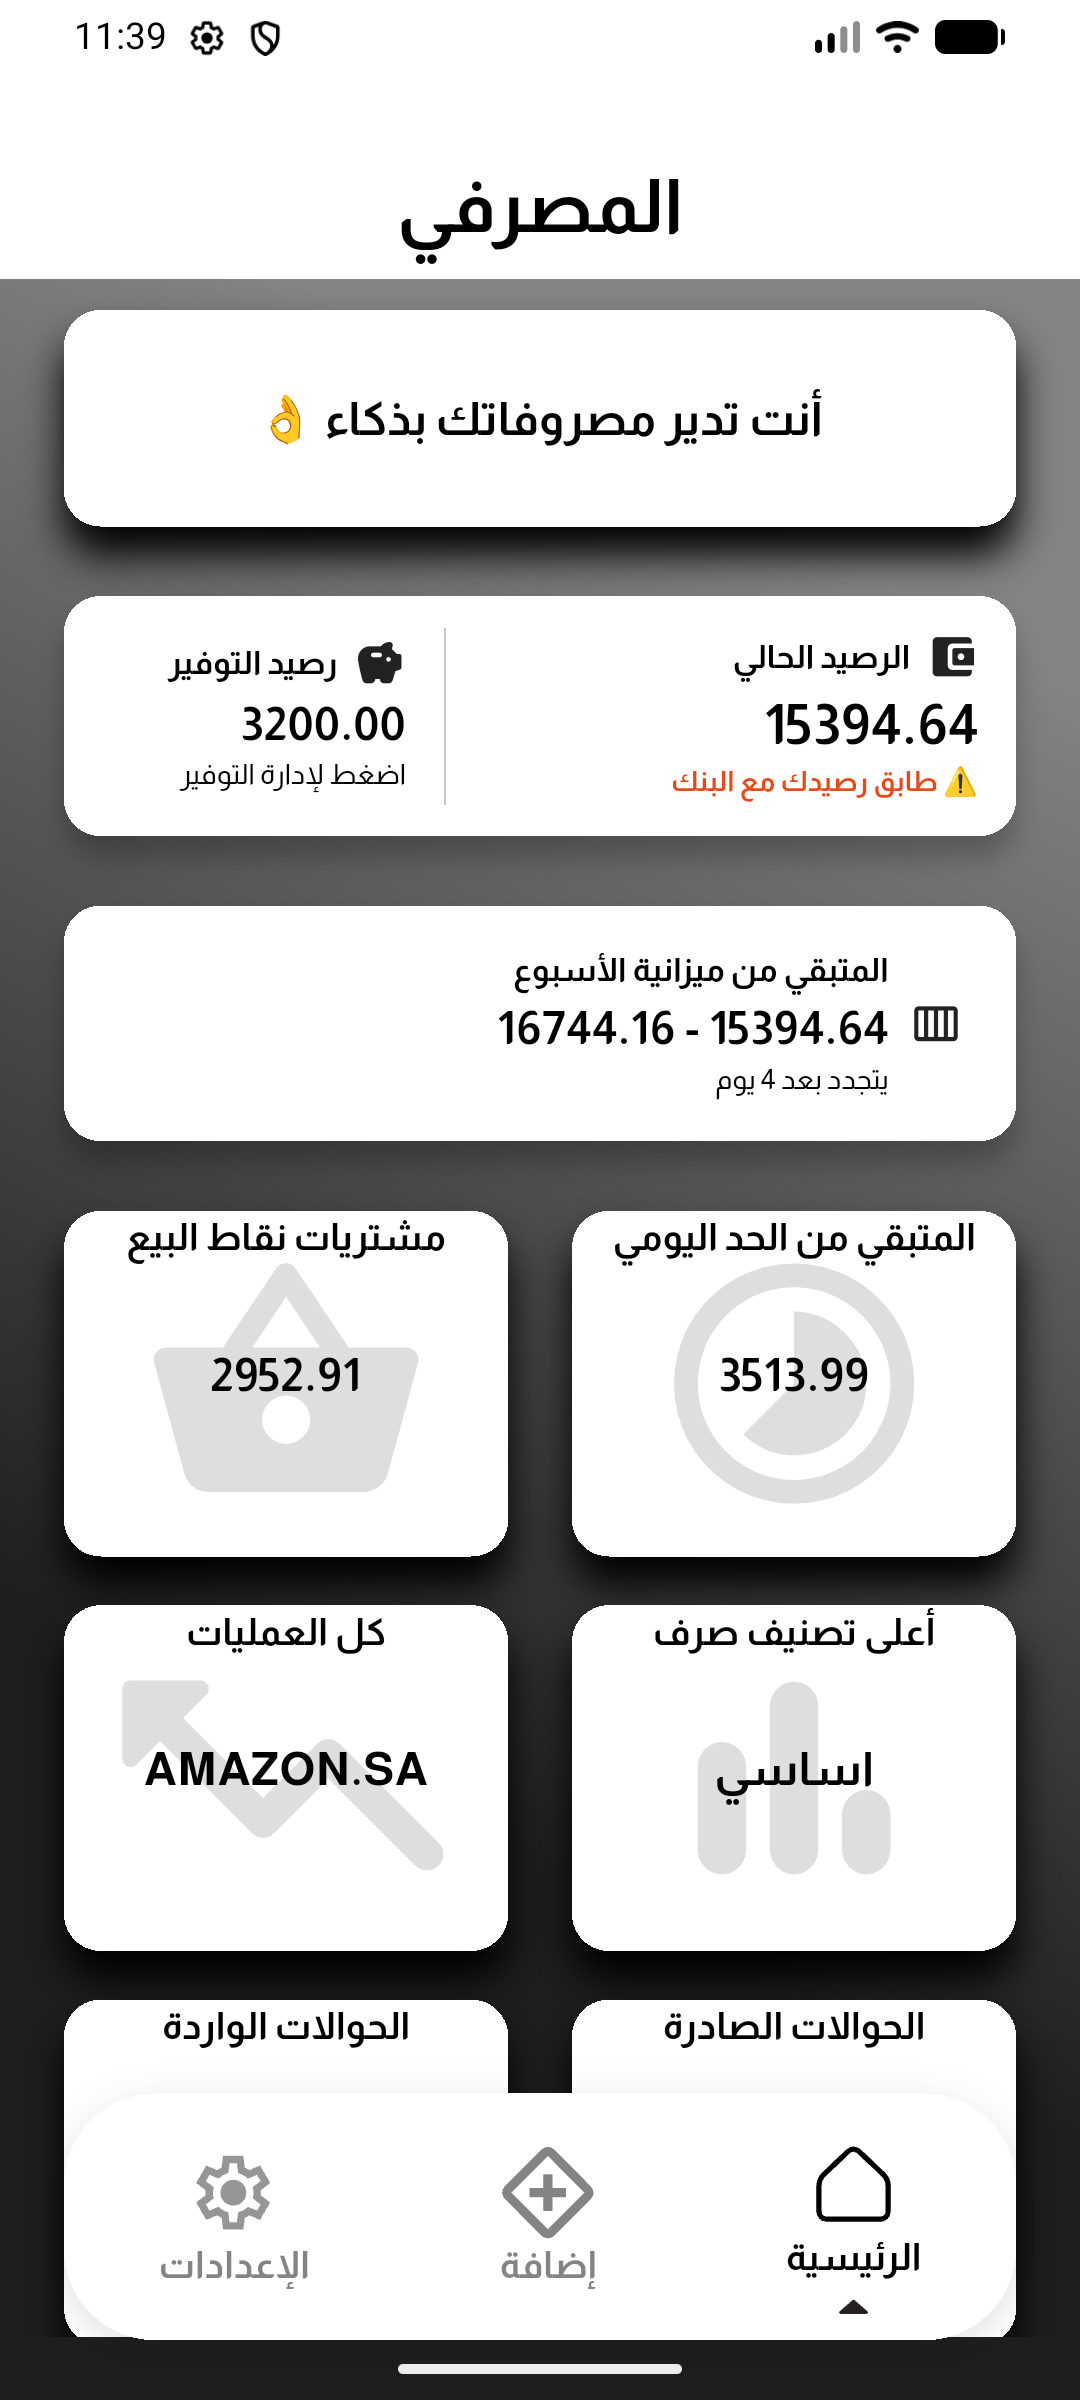 11:39
المصرفي
أنت تدير مصروفاتك بذكاء 👌
الرصيد الحالي
15394.64
⚠️ طابق رصيدك مع البنك
رصيد التوفير
3200.00
اضغط لإدارة التوفير
المتبقي من ميزانية الأسبوع
16744.16 - 15394.64
يتجدد بعد 4 يوم
المتبقي من الحد اليومي
3513.99
مشتريات نقاط البيع
2952.91
أعلى تصنيف صرف
اساسي
كل العمليات
AMAZON.SA
الحوالات الصادرة
الحوالات الواردة
الرئيسية
إضافة
الإعدادات